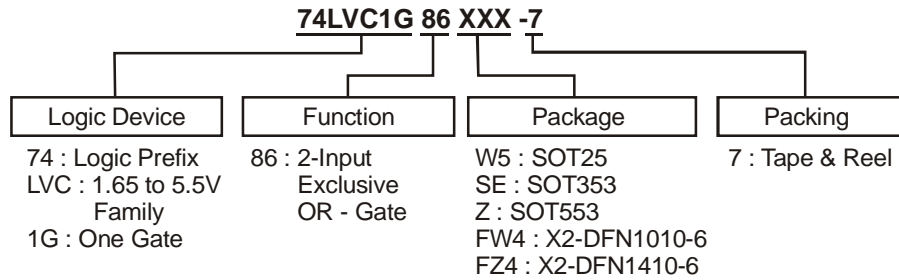 74LVC1G 86 XXX -7
Logic Device
Function
Package
Packing
74 : Logic Prefix
LVC : 1.65 to 5.5V
Family
1G : One Gate
86 : 2-Input
Exclusive
OR - Gate
W5 : SOT25
SE : SOT353
Z : SOT553
FW4 : X2-DFN1010-6
FZ4 : X2-DFN1410-6
7 : Tape & Reel